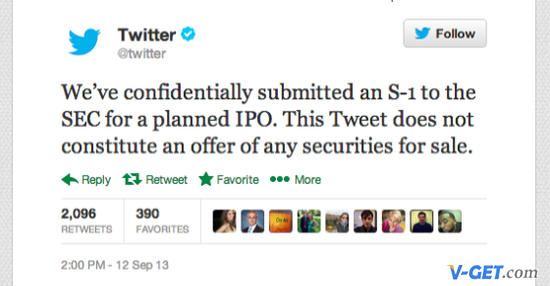 Twitter
@twitter
Follow
We've confidentially submitted an S-1 to the
SEC for a planned IPO. This Tweet does not
constitute an offer of any securities for sale.
Reply Retweet Favorite More
2,096 390
RETWEETS FAVORITES
2:00 PM - 12 Sep 13
V-GET.com